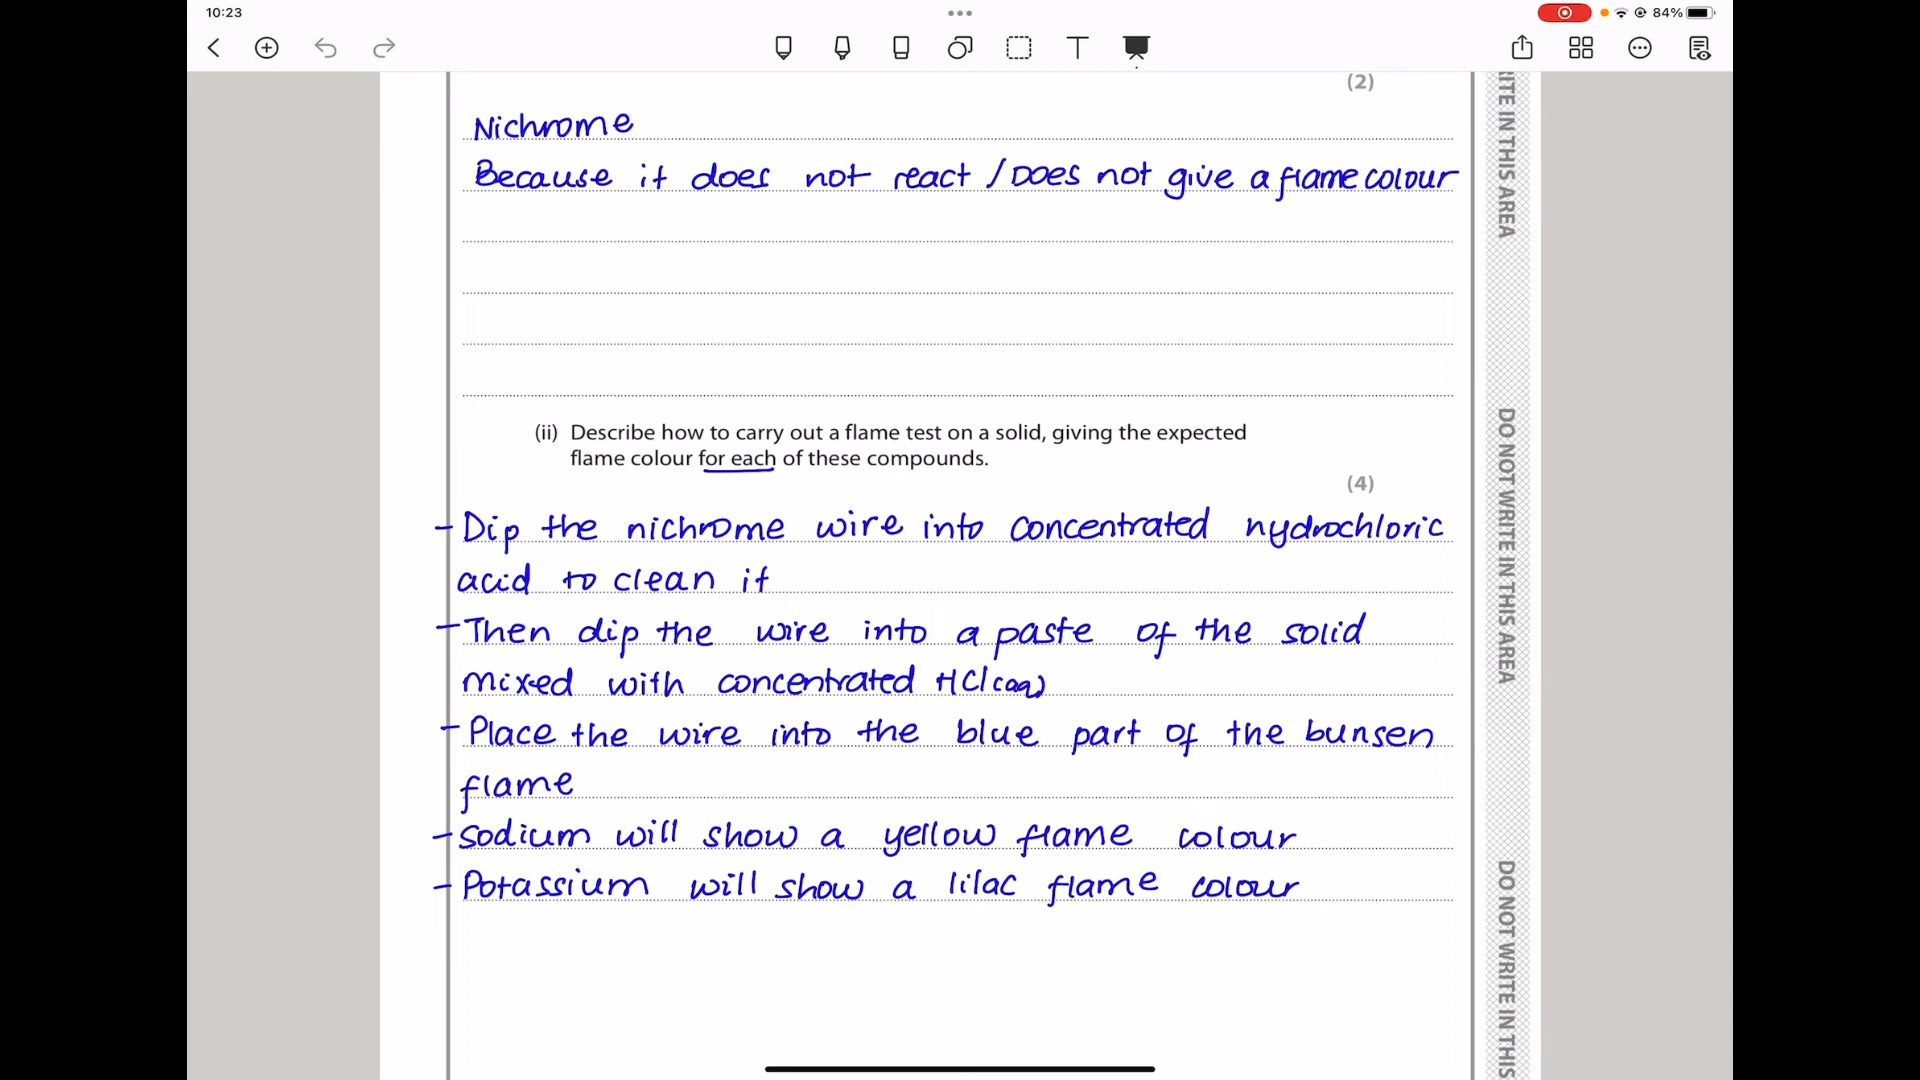 10:23
84%
(2)
Nichrome
Because it does not react / Does not give a flame colour
(ii) Describe how to carry out a flame test on a solid, giving the expected
flame colour for each of these compounds.
(4)
- Dip the nichrome wire into concentrated hydrochloric
acid to clean it
- Then dip the wire into a paste of the solid
mixed with concentrated HCl(aq)
- Place the wire into the blue part of the bunsen
flame
- Sodium will show a yellow flame colour
- Potassium will show a lilac flame colour
ITE IN THIS AREA
DO NOT WRITE IN THIS AREA
DO NOT WRITE IN THIS